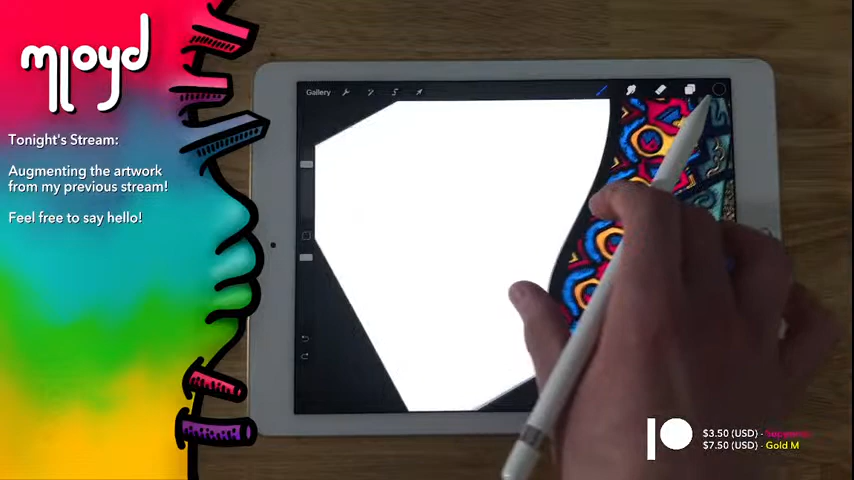 mloyd
Tonight's Stream:
Augmenting the artwork
from my previous stream!
Feel free to say hello!
Gallery
$3.50 (USD) -
$7.50 (USD) - Gold M